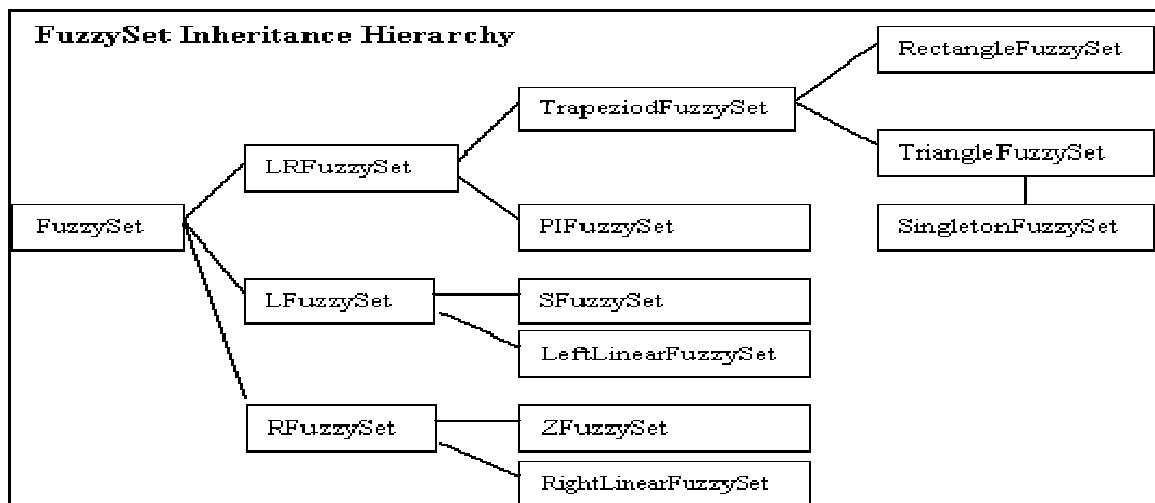 FuzzySet Inheritance Hierarchy
RectangleFuzzySet
TrapeziodFuzzySet
LRFuzzySet
TriangleFuzzySet
FuzzySet
PIFuzzySet
SingletonFuzzySet
LFuzzySet
SFuzzySet
LeftLinearFuzzySet
RFuzzySet
ZFuzzySet
RightLinearFuzzySet